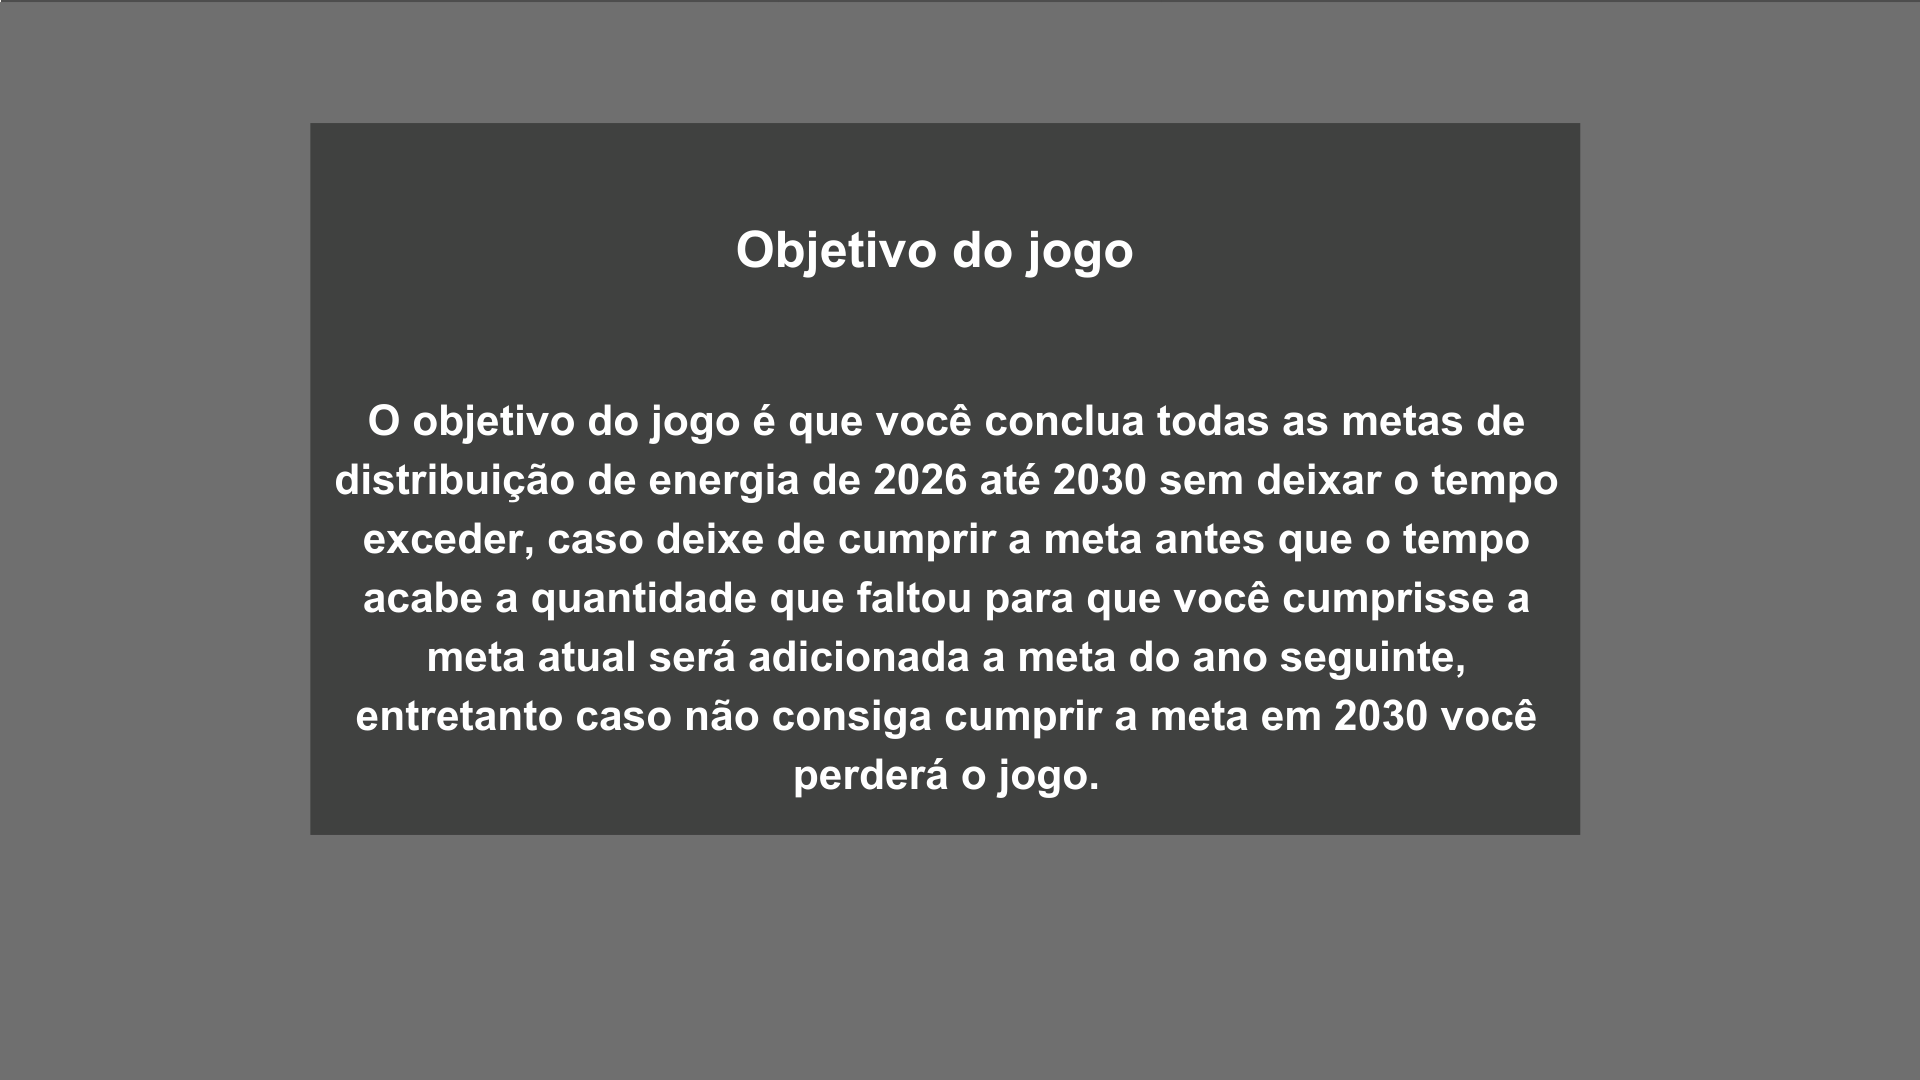 Objetivo do jogo
O objetivo do jogo é que você conclua todas as metas de
distribuição de energia de 2026 até 2030 sem deixar o tempo
exceder, caso deixe de cumprir a meta antes que o tempo
acabe a quantidade que faltou para que você cumprisse a
meta atual será adicionada a meta do ano seguinte,
entretanto caso não consiga cumprir a meta em 2030 você
perderá o jogo.